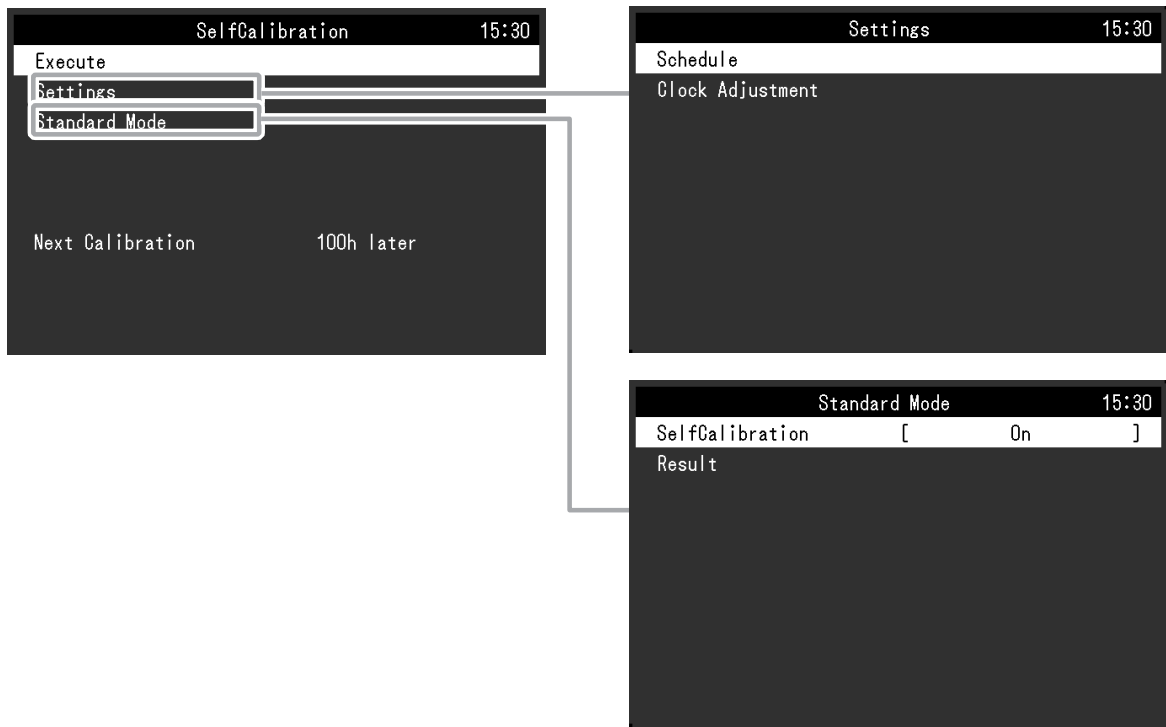 SelfCalibration 15:30
Execute
Settings
Standard Mode
Next Calibration 100h later
Settings 15:30
Schedule
Clock Adjustment
Standard Mode 15:30
SelfCalibration [ On ]
Result